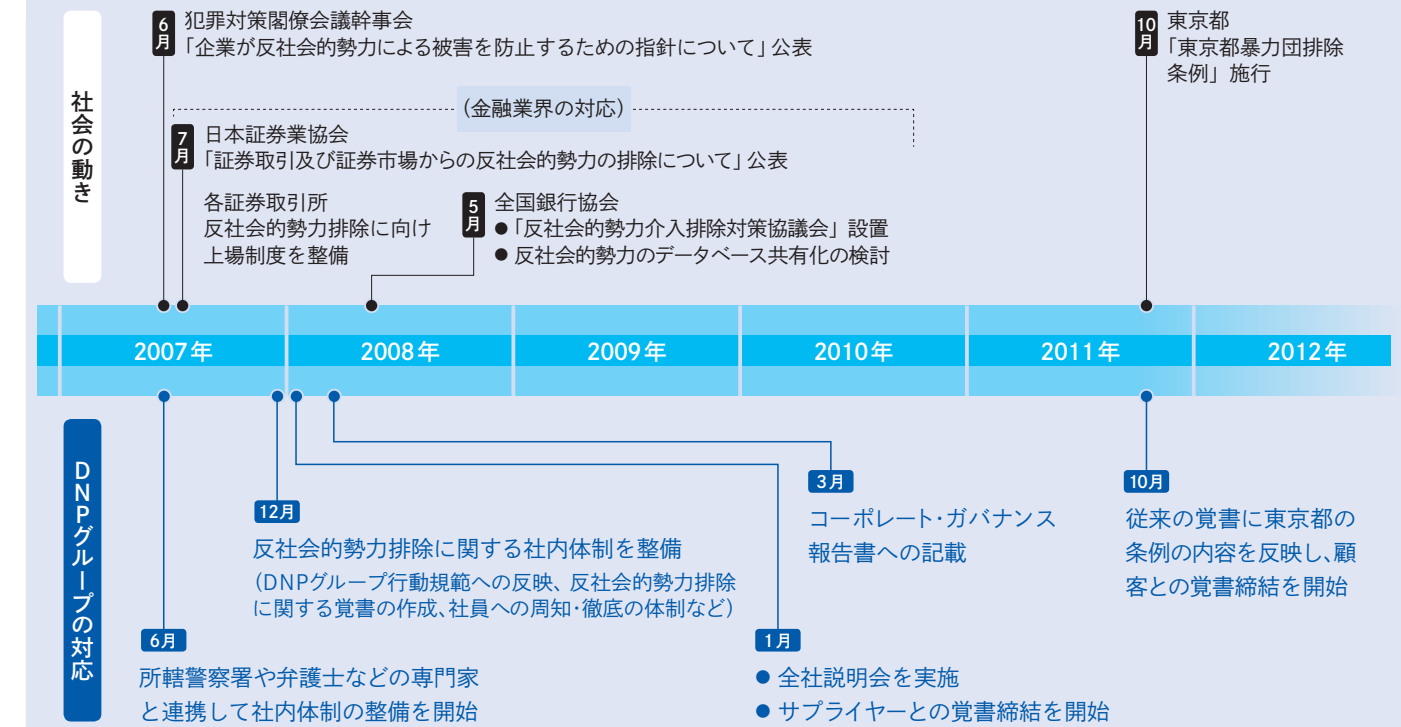 社会の動き
6月
犯罪対策閣僚会議幹事会
「企業が反社会的勢力による被害を防止するための指針について」公表
10月
東京都
「東京都暴力団排除
条例」施行
(金融業界の対応)
7月
日本証券業協会
「証券取引及び証券市場からの反社会的勢力の排除について」公表
各証券取引所
反社会的勢力排除に向け
上場制度を整備
5月
全国銀行協会
●「反社会的勢力介入排除対策協議会」設置
●反社会的勢力のデータベース共有化の検討
2007年
2008年
2009年
2010年
2011年
2012年
DNPグループの対応
12月
反社会的勢力排除に関する社内体制を整備
(DNPグループ行動規範への反映、反社会的勢力排除
に関する覚書の作成、社員への周知・徹底の体制など)
6月
所轄警察署や弁護士などの専門家
と連携して社内体制の整備を開始
3月
コーポレート・ガバナンス
報告書への記載
1月
●全社説明会を実施
●サプライヤーとの覚書締結を開始
10月
従来の覚書に東京都の
条例の内容を反映し、顧
客との覚書締結を開始